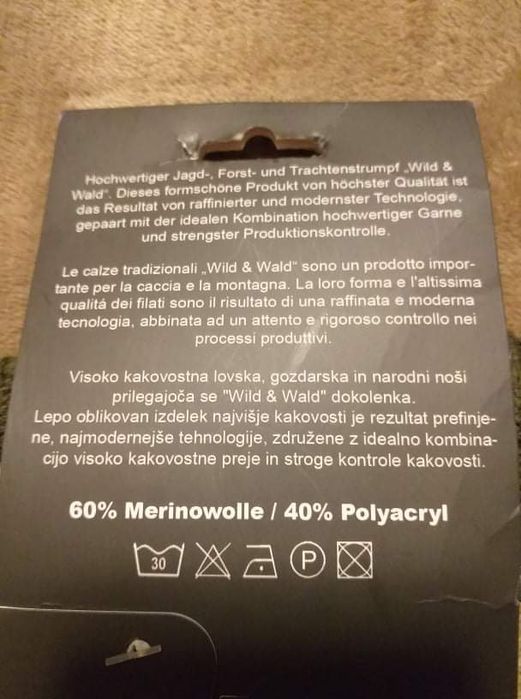 Hochwertiger Jagd-, Forst- und Trachtenstrumpf „Wild &
Wald“. Dieses formschöne Produkt von höchster Qualität ist
das Resultat von raffinierter und modernster Technologie,
gepaart mit der idealen Kombination hochwertiger Garne
und strengster Produktionskontrolle.
Le calze tradizionali „Wild & Wald“ sono un prodotto impor-
tante per la caccia e la montagna. La loro forma e l'altissima
qualitá dei filati sono il risultato di una raffinata e moderna
tecnologia, abbinata ad un attento e rigoroso controllo nei
processi produttivi.
Visoko kakovostna lovska, gozdarska in narodni noši
prilegajoča se "Wild & Wald" dokolenka.
Lepo oblikovan izdelek najvišje kakovosti je rezultat prefinje-
ne, najmodernejše tehnologije, združene z idealno kombina-
cijo visoko kakovostne preje in stroge kontrole kakovosti.
60% Merinowolle / 40% Polyacryl
30 P